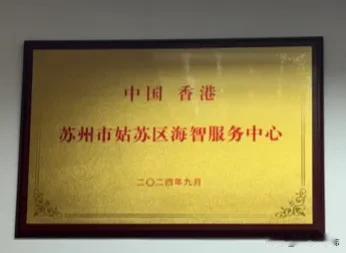 中国 香港
苏州市姑苏区海智服务中心
二〇二四年九月